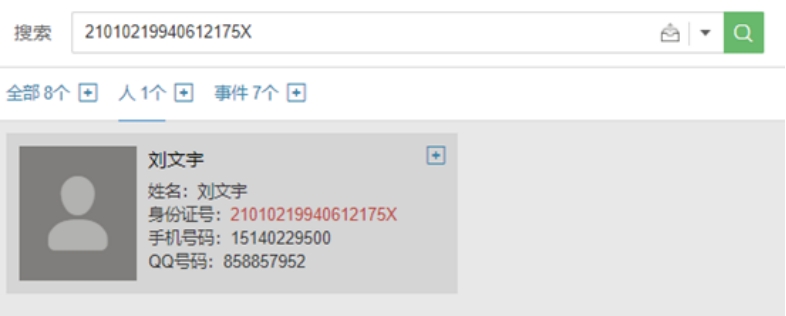 搜索 21010219940612175X
全部 8个 人 1个 事件 7个
刘文宇
姓名：刘文宇
身份证号：21010219940612175X
手机号码：15140229500
QQ号码：858857952